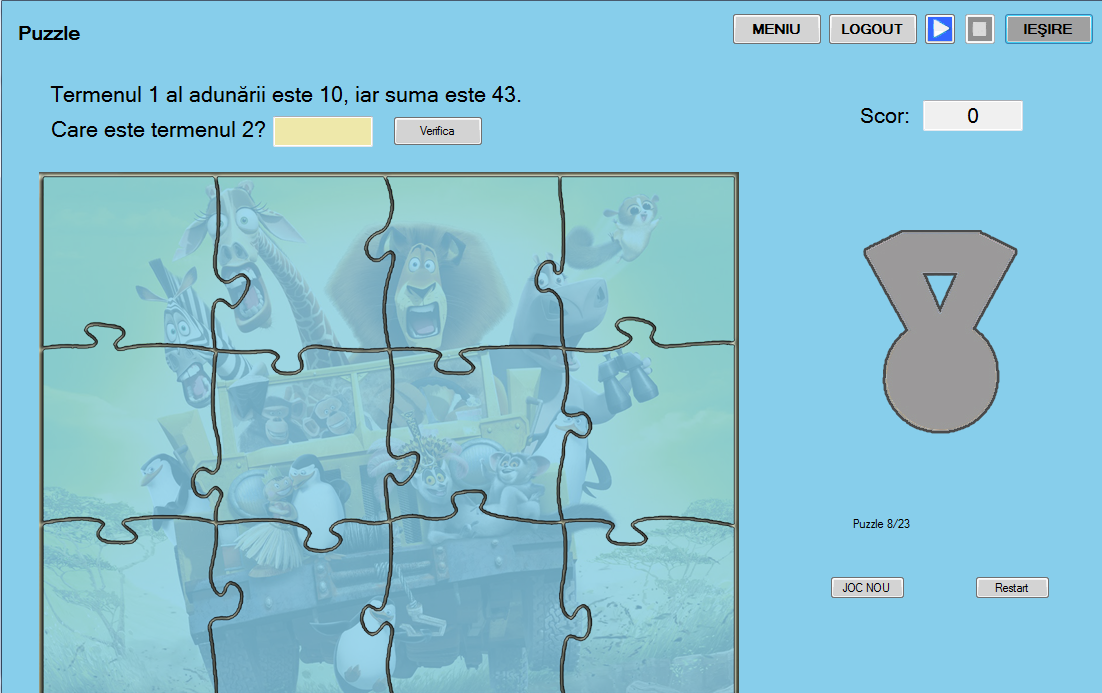 Puzzle
MENIU
LOGOUT
IEŞIRE
Termenul 1 al adunării este 10, iar suma este 43.
Care este termenul 2?
Verifica
Scor:
0
Puzzle 8/23
JOC NOU
Restart